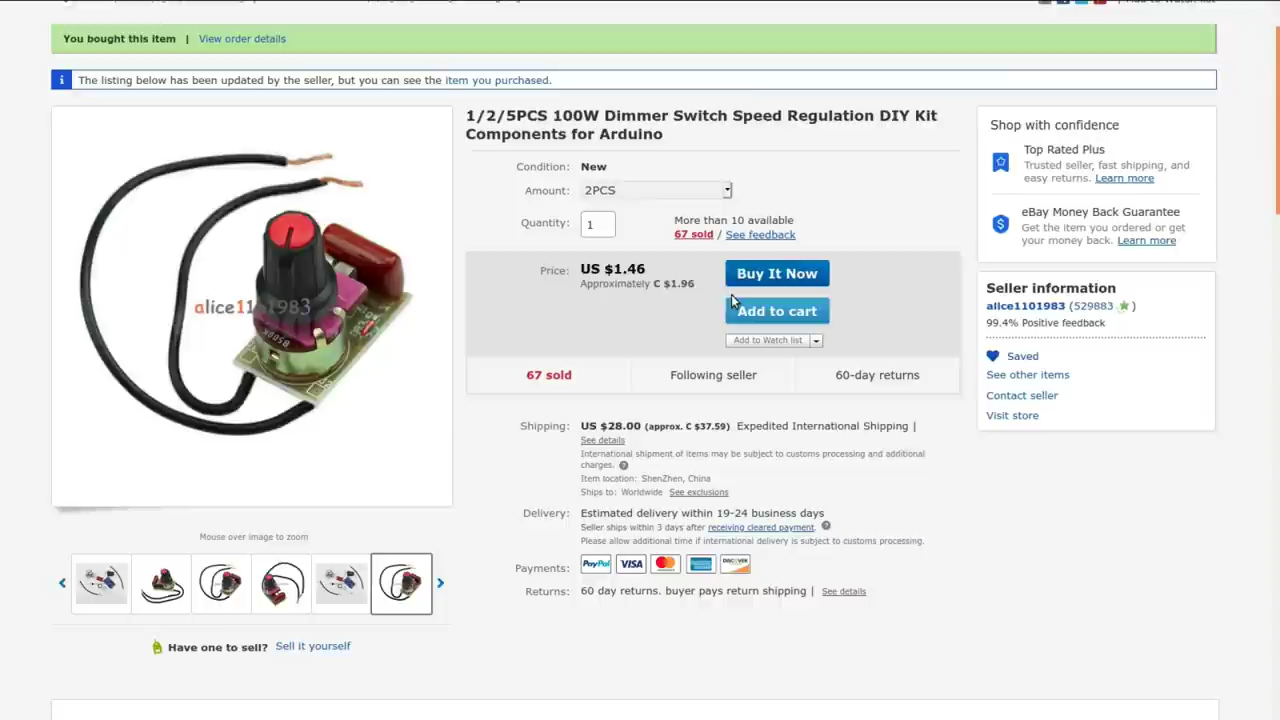 You bought this item | View order details
i The listing below has been updated by the seller, but you can see the item you purchased.
1/2/5PCS 100W Dimmer Switch Speed Regulation DIY Kit
Components for Arduino
Condition: New
Amount: 2PCS
Quantity: 1
More than 10 available
67 sold / See feedback
Price: US $1.46
Approximately C $1.96
Buy It Now
Add to cart
Add to Watch list
67 sold
Following seller
60-day returns
Shipping: US $28.00 (approx. C $37.59) Expedited International Shipping |
See details
International shipment of items may be subject to customs processing and additional
charges. ?
Item location: ShenZhen, China
Ships to: Worldwide See exclusions
Delivery: Estimated delivery within 19-24 business days
Seller ships within 3 days after receiving cleared payment. ?
Please allow additional time if international delivery is subject to customs processing.
Payments: PayPal VISA MasterCard DISCOVER
Returns: 60 day returns. buyer pays return shipping | See details
Shop with confidence
Top Rated Plus
Trusted seller, fast shipping, and
easy returns. Learn more
eBay Money Back Guarantee
Get the item you ordered or get
your money back. Learn more
Seller information
alice1101983 (529883 )
99.4% Positive feedback
Saved
See other items
Contact seller
Visit store
alice1101983
B500K
Mouse over image to zoom
Have one to sell? Sell it yourself